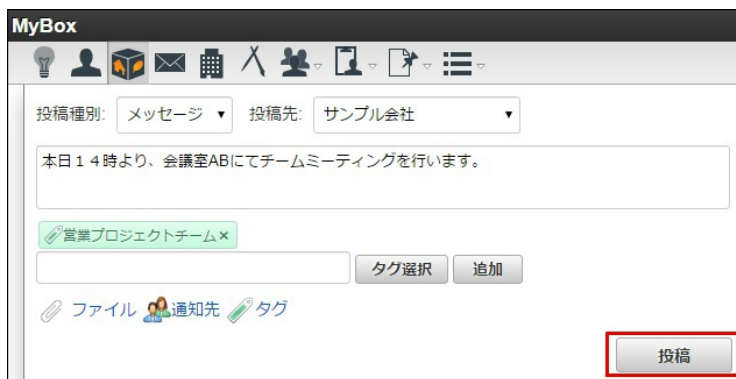 MyBox
投稿種別: メッセージ 投稿先: サンプル会社
本日14時より、会議室ABにてチームミーティングを行います。
営業プロジェクトチーム×
タグ選択 追加
ファイル 通知先 タグ
投稿